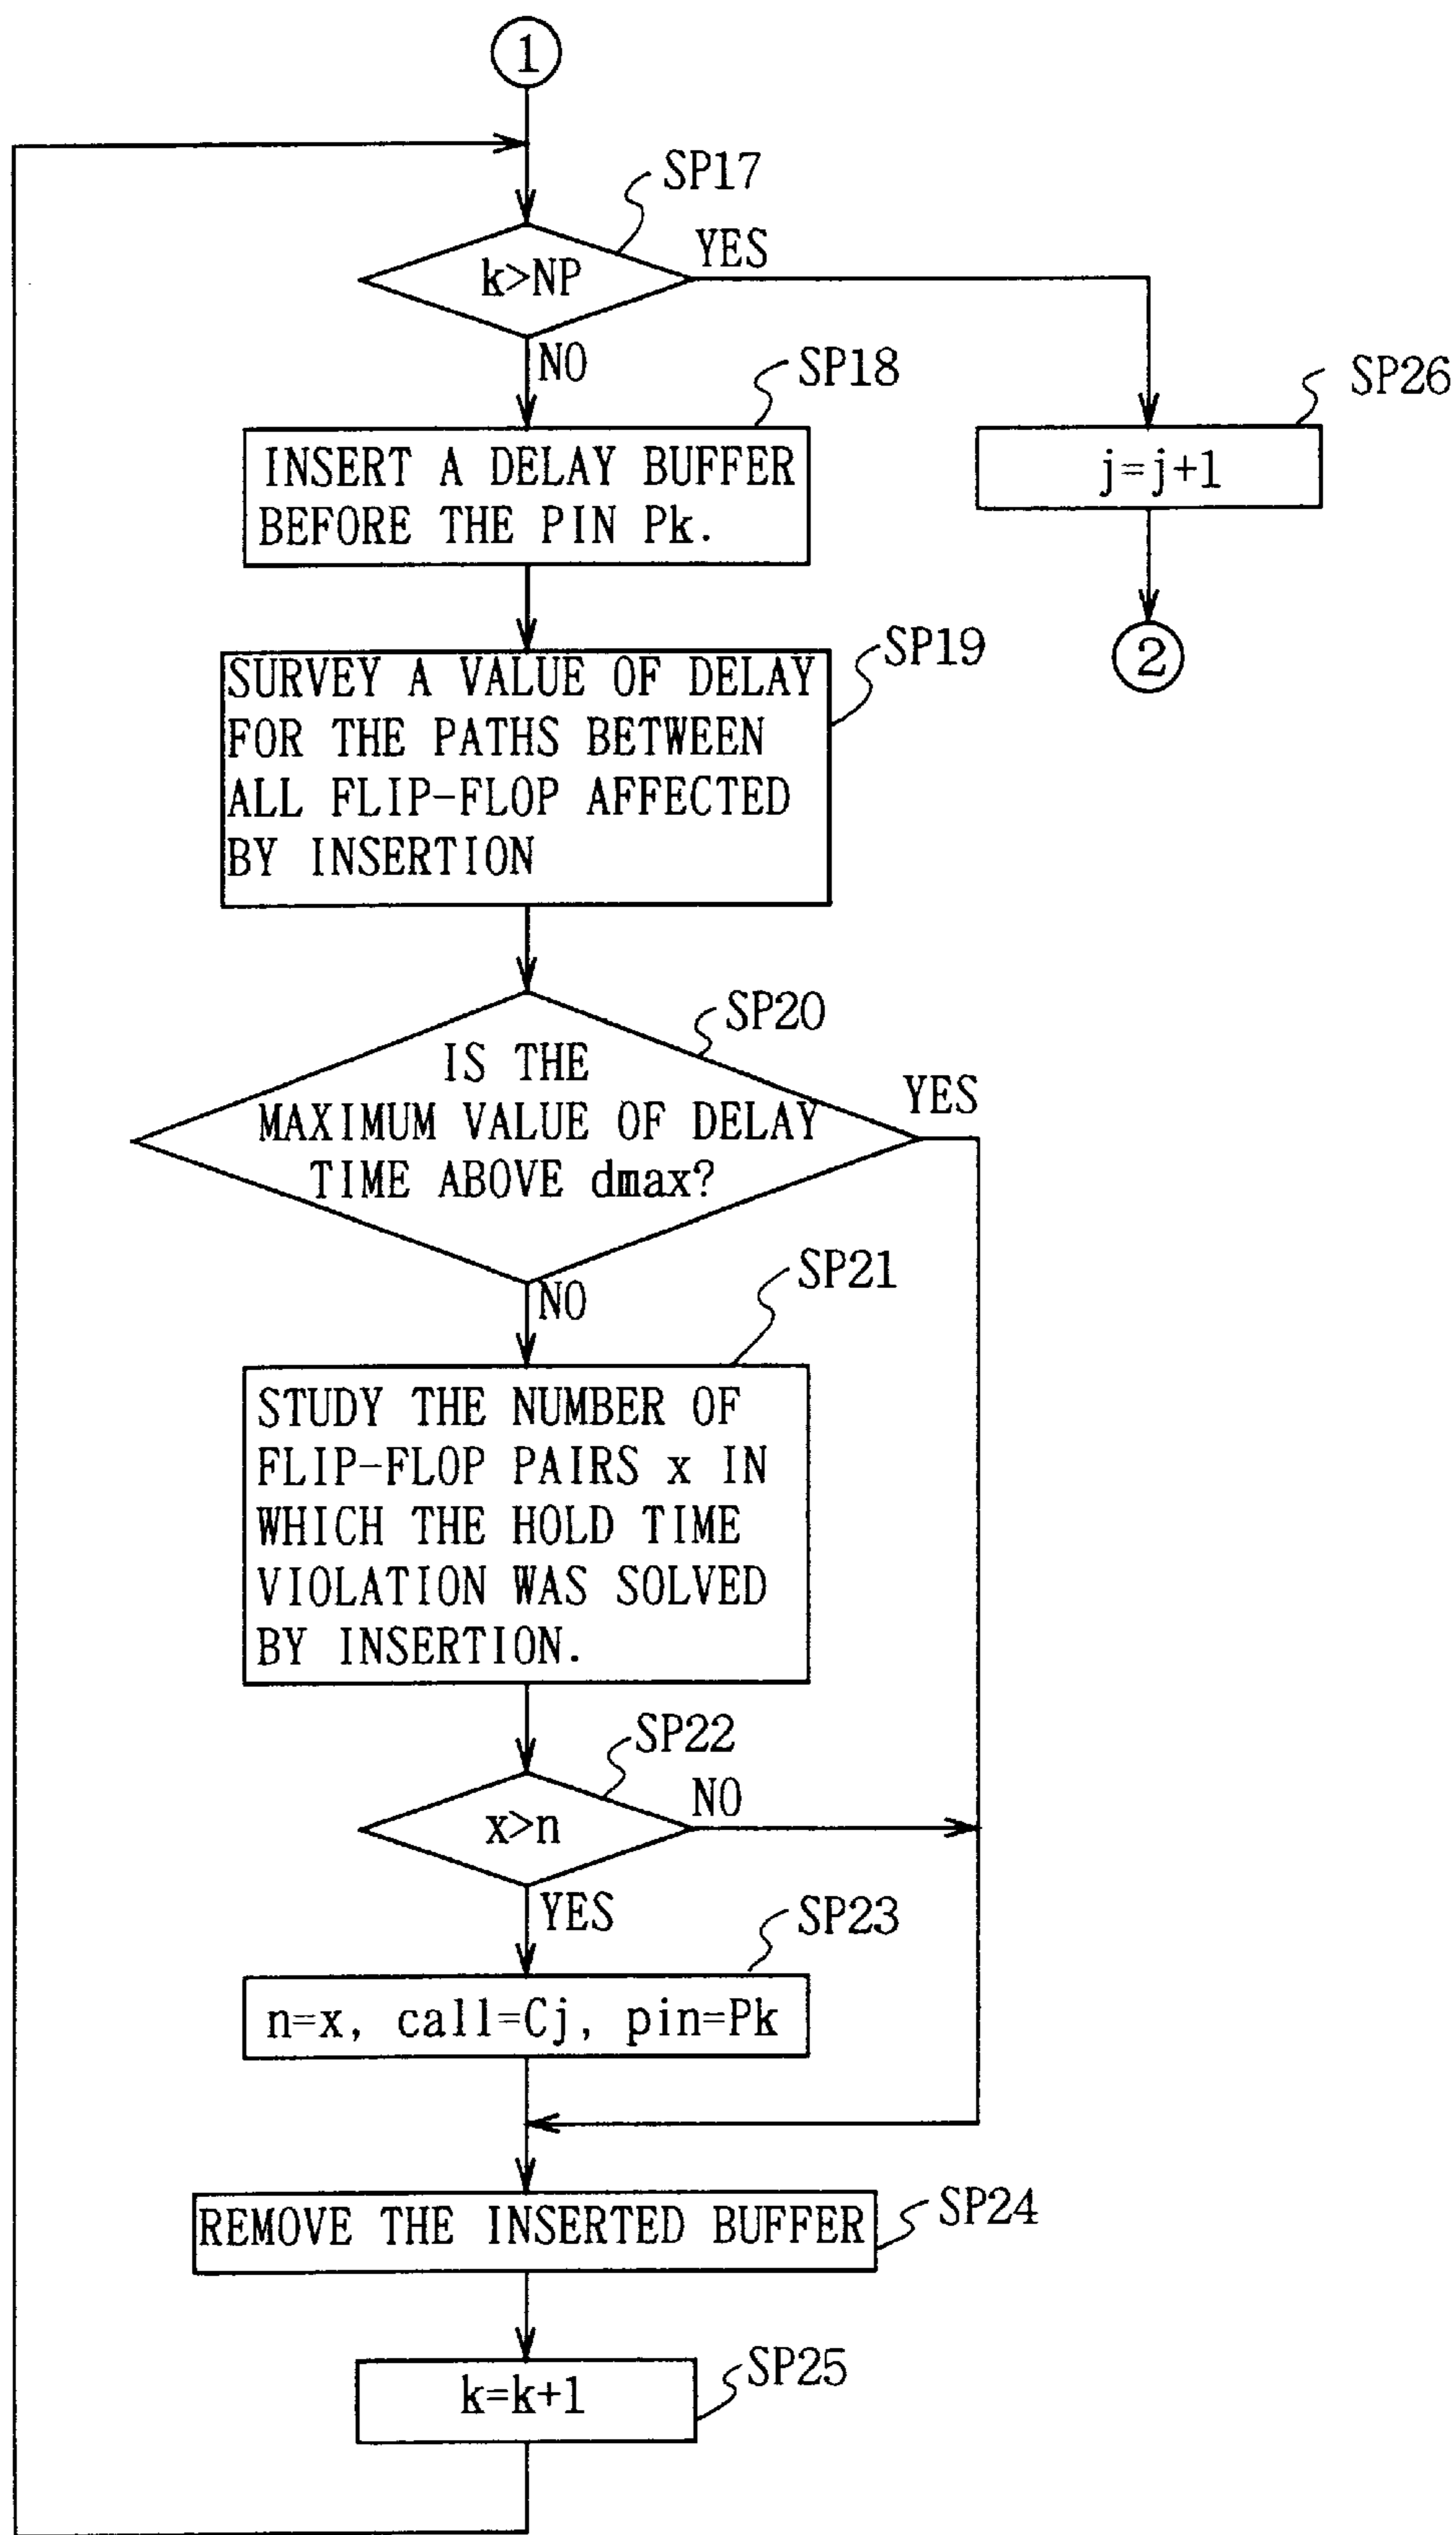 1
SP17
k>NP
YES
NO
SP18
SP26
INSERT A DELAY BUFFER
BEFORE THE PIN Pk.
j=j+1
SP19
2
SURVEY A VALUE OF DELAY
FOR THE PATHS BETWEEN
ALL FLIP-FLOP AFFECTED
BY INSERTION
SP20
IS THE
MAXIMUM VALUE OF DELAY
TIME ABOVE dmax?
YES
NO
SP21
STUDY THE NUMBER OF
FLIP-FLOP PAIRS x IN
WHICH THE HOLD TIME
VIOLATION WAS SOLVED
BY INSERTION.
SP22
x>n
NO
YES
SP23
n=x, call=Cj, pin=Pk
SP24
REMOVE THE INSERTED BUFFER
SP25
k=k+1